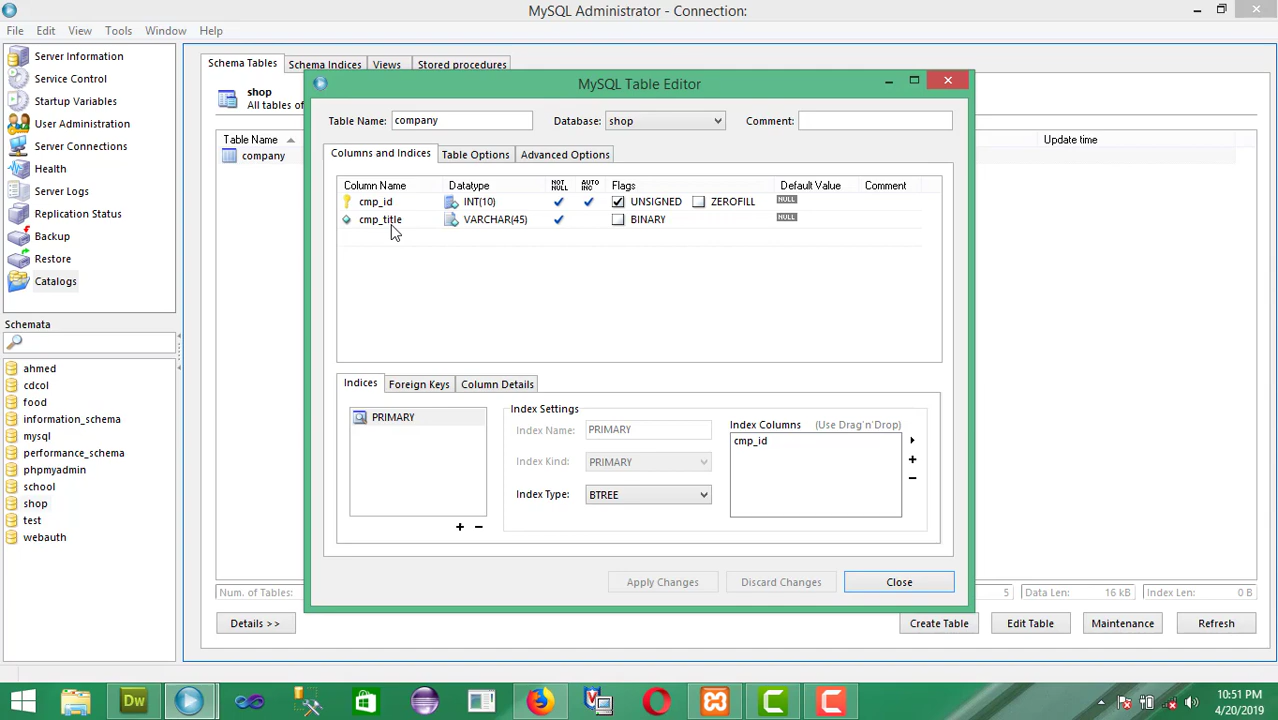 MySQL Administrator - Connection:
File Edit View Tools Window Help
Server Information
Service Control
Startup Variables
User Administration
Server Connections
Health
Server Logs
Replication Status
Backup
Restore
Catalogs
Schemata
ahmed
cdcol
food
information_schema
mysql
performance_schema
phpmyadmin
school
shop
test
webauth
Schema Tables Schema Indices Views Stored procedures
shop
All tables of
Table Name Update time
company
MySQL Table Editor
Table Name: company Database: shop Comment:
Columns and Indices Table Options Advanced Options
Column Name Datatype NOT NULL AUTO INC Flags Default Value Comment
cmp_id INT(10) UNSIGNED ZEROFILL NULL
cmp_title VARCHAR(45) BINARY NULL
Indices Foreign Keys Column Details
PRIMARY
Index Settings
Index Name: PRIMARY
Index Kind: PRIMARY
Index Type: BTREE
Index Columns (Use Drag'n'Drop)
cmp_id
Apply Changes Discard Changes Close
Num. of Tables: 5 Data Len: 16 kB Index Len: 0 B
Details >> Create Table Edit Table Maintenance Refresh
Dw
10:51 PM
4/20/2019